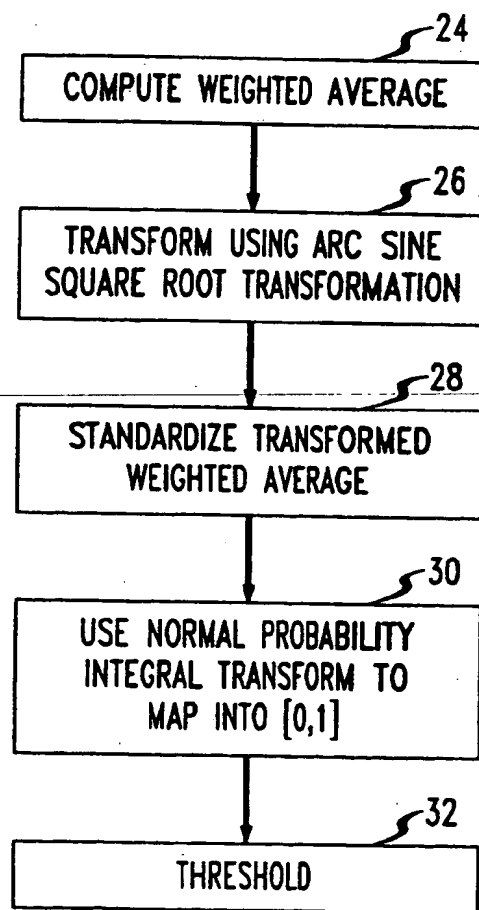 24
COMPUTE WEIGHTED AVERAGE
26
TRANSFORM USING ARC SINE
SQUARE ROOT TRANSFORMATION
28
STANDARDIZE TRANSFORMED
WEIGHTED AVERAGE
30
USE NORMAL PROBABILITY
INTEGRAL TRANSFORM TO
MAP INTO [0,1]
32
THRESHOLD